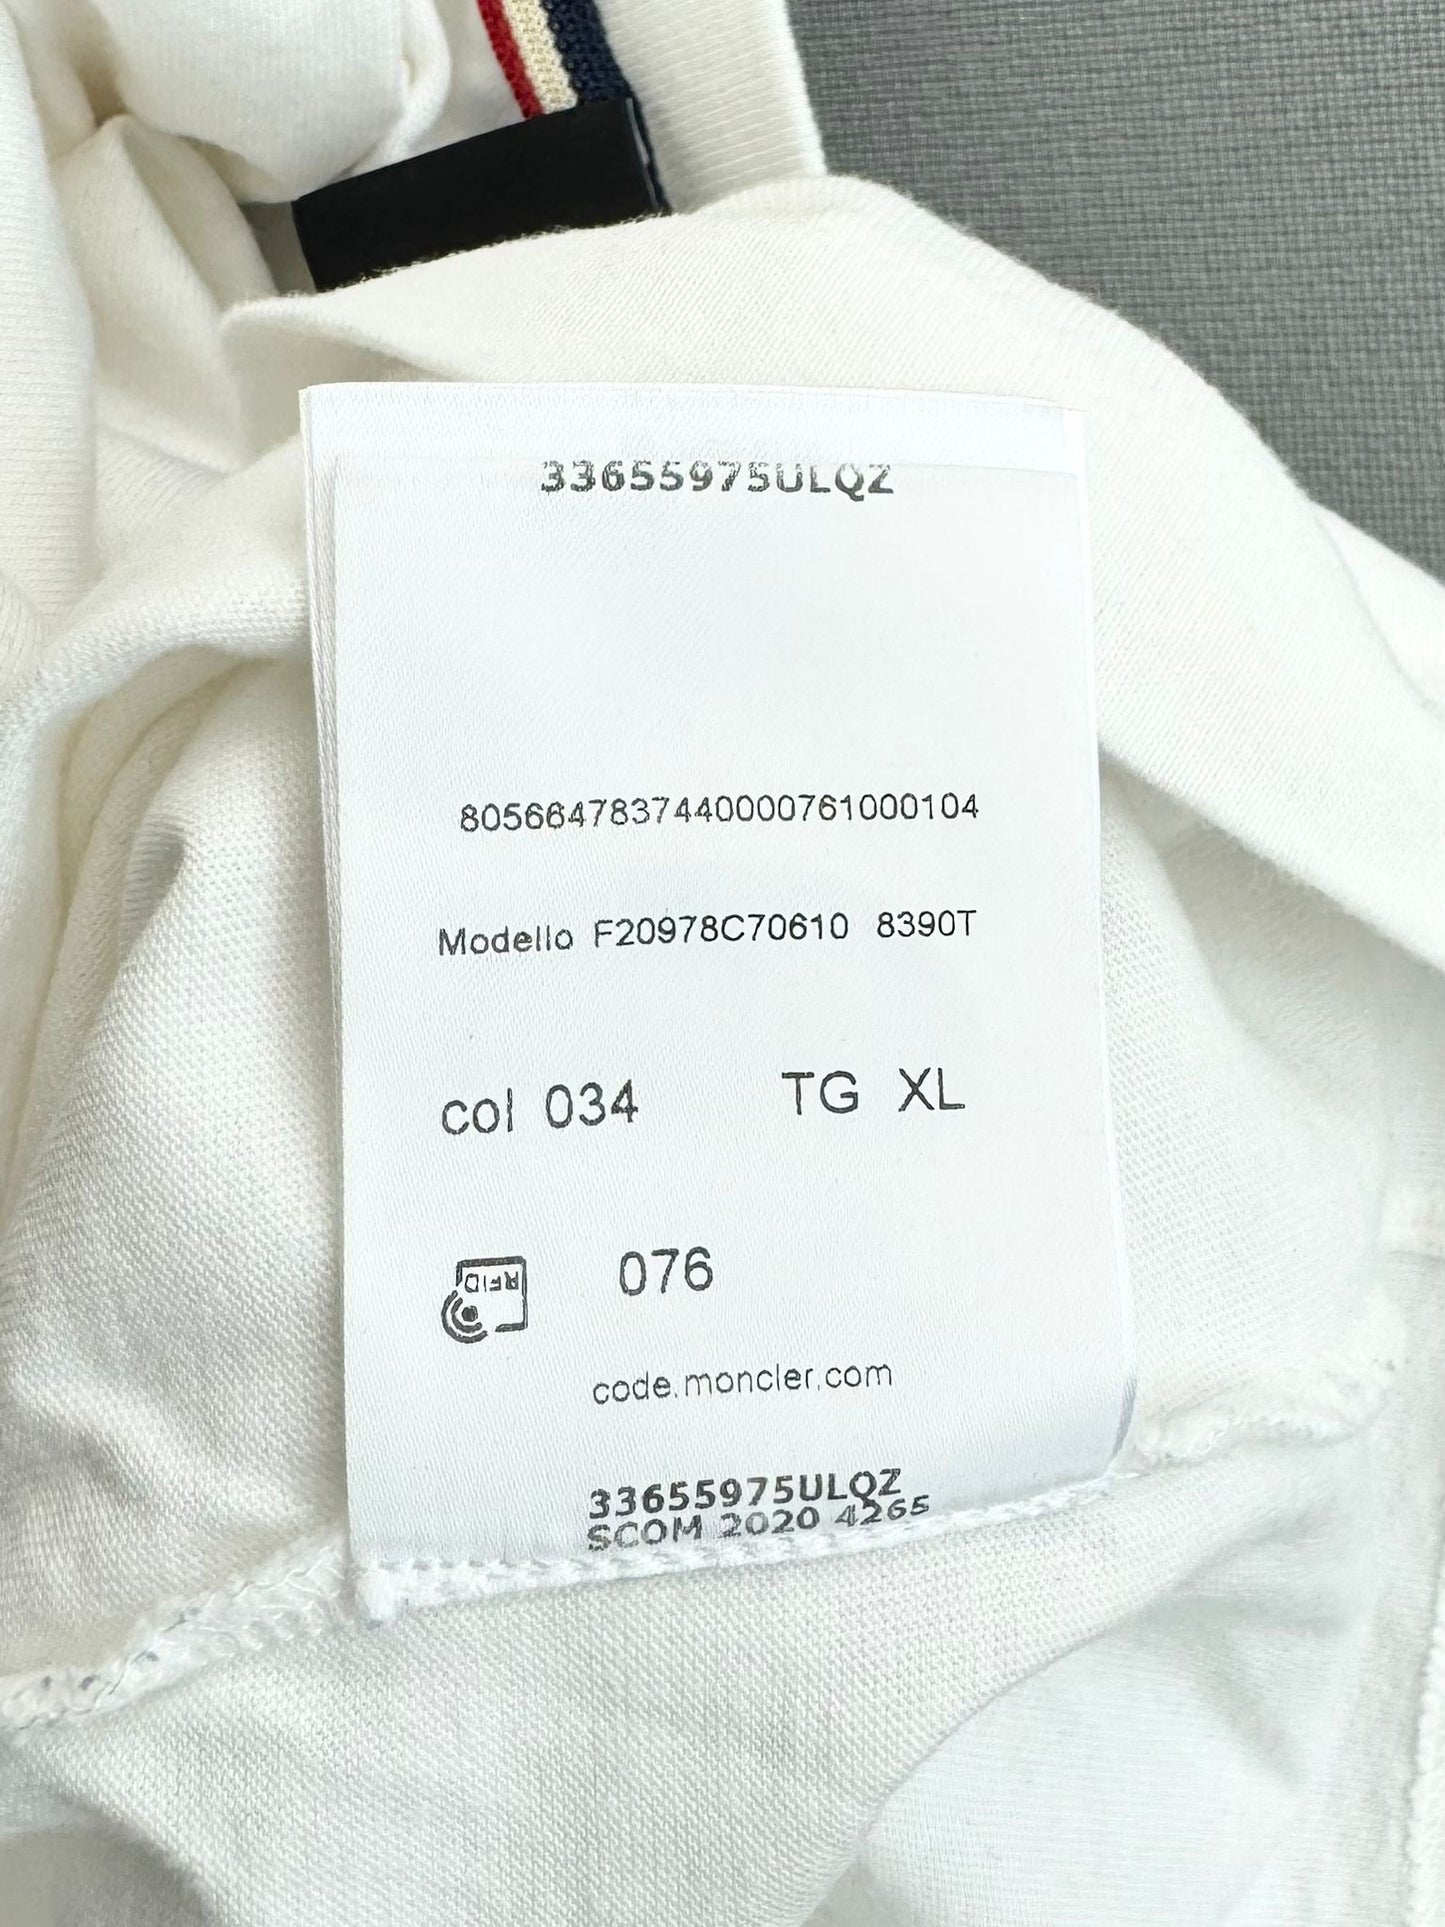 33655975ULQZ
8056647837440000761000104
Modello F20978C70610 8390T
col 034 TG XL
RFID
076
code.moncler.com
33655975ULQZ
SCOM 2020 4265